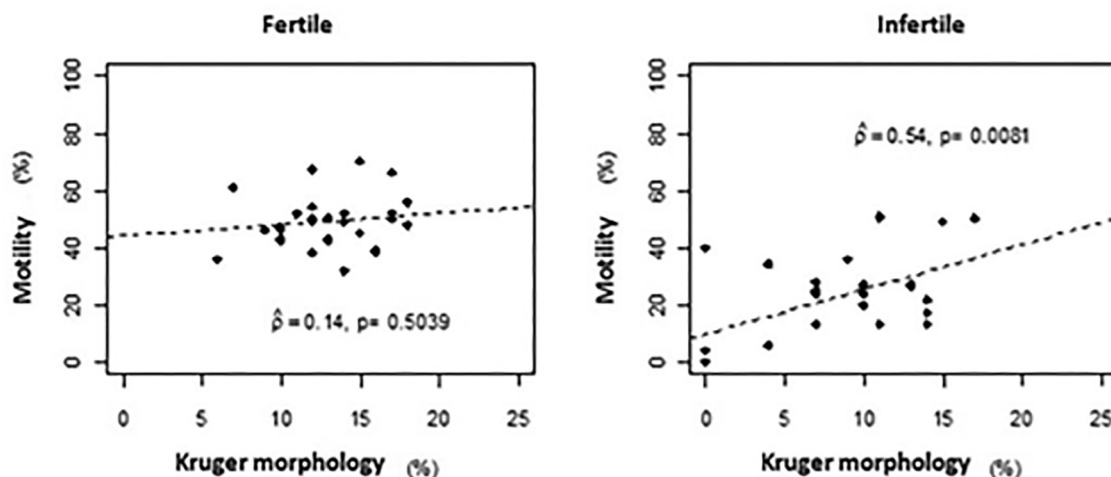 Fertile
100
80
60
40
20
0
Motility (%)
ρ̂ = 0.14, p= 0.5039
0 5 10 15 20 25
Kruger morphology (%)
Infertile
100
80
60
40
20
0
Motility (%)
ρ̂ = 0.54, p= 0.0081
0 5 10 15 20 25
Kruger morphology (%)